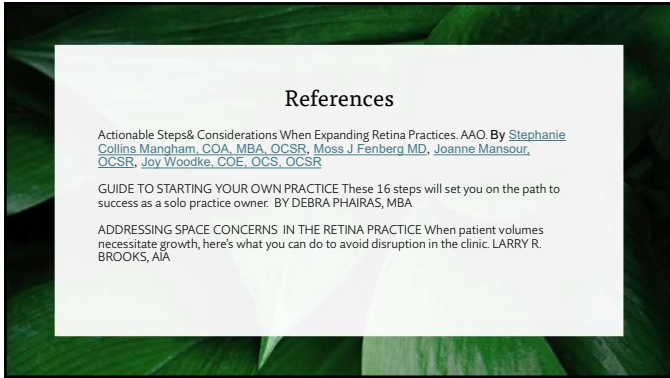 References
Actionable Steps& Considerations When Expanding Retina Practices. AAO. By Stephanie
Collins Mangham, COA, MBA, OCSR, Moss J Fenberg MD, Joanne Mansour,
OCSR, Joy Woodke, COE, OCS, OCSR
GUIDE TO STARTING YOUR OWN PRACTICE These 16 steps will set you on the path to
success as a solo practice owner. BY DEBRA PHAIRAS, MBA
ADDRESSING SPACE CONCERNS IN THE RETINA PRACTICE When patient volumes
necessitate growth, here's what you can do to avoid disruption in the clinic. LARRY R.
BROOKS, AIA